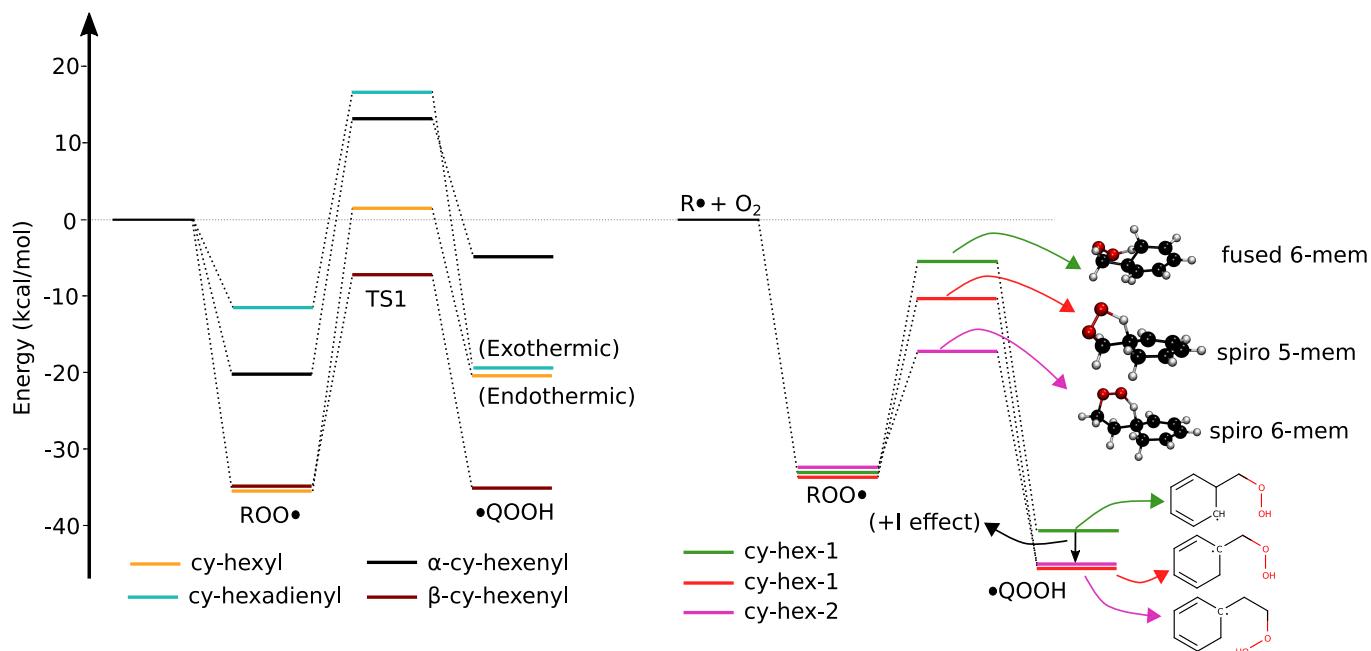 Energy (kcal/mol)
20
10
0
-10
-20
-30
-40
TS1
(Exothermic)
(Endothermic)
ROO•
•QOOH
cy-hexyl
α-cy-hexenyl
cy-hexadienyl
β-cy-hexenyl
R• + O₂
fused 6-mem
spiro 5-mem
spiro 6-mem
ROO•
(+I effect)
•QOOH
cy-hex-1
cy-hex-1
cy-hex-2
O
OH
CH
C
O
OH
C
O
HO